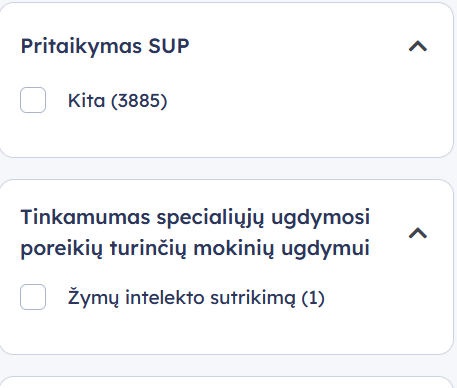 Pritaikymas SUP
Kita (3885)
Tinkamumas specialiųjų ugdymosi
poreikių turinčių mokinių ugdymui
Žymų intelekto sutrikimą (1)